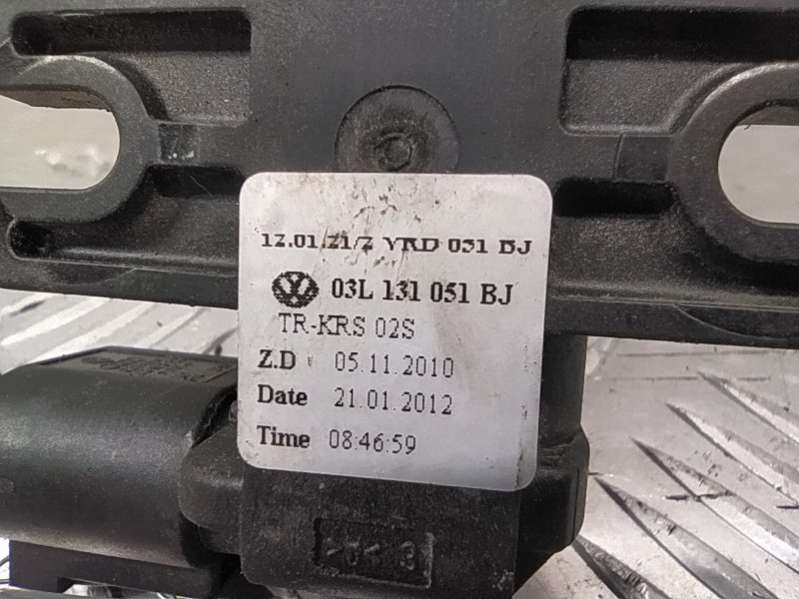 12.01.21/2 YRD 051 BJ
03L 131 051 BJ
TR-KRS 02S
Z.D 05.11.2010
Date 21.01.2012
Time 08:46:59